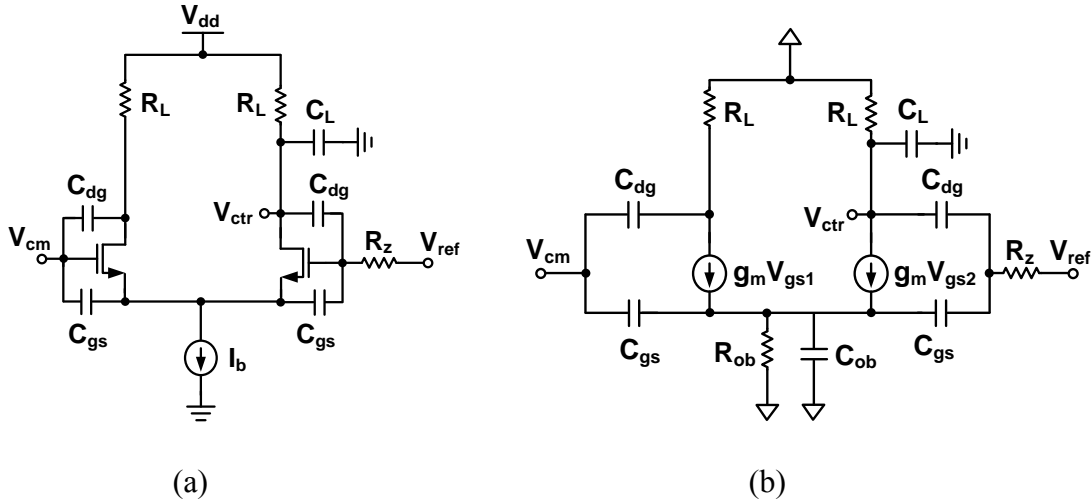 V_dd
R_L R_L C_L
C_dg C_dg
V_cm V_ctr R_z V_ref
C_gs C_gs
I_b
(a)
R_L R_L C_L
C_dg C_dg
V_cm V_ctr R_z V_ref
g_mV_gs1 g_mV_gs2
C_gs R_ob C_ob C_gs
(b)